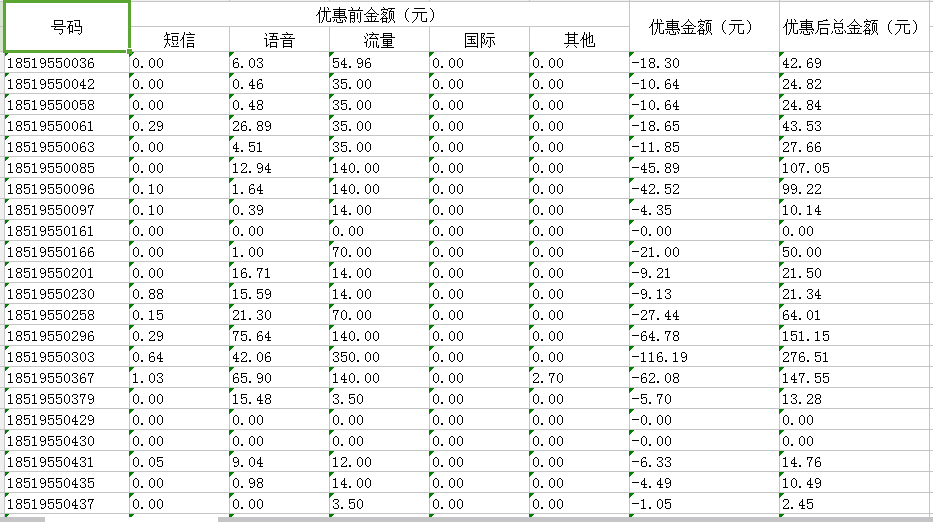 号码 优惠前金额（元） 优惠金额（元） 优惠后总金额（元）
短信 语音 流量 国际 其他
18519550036 0.00 6.03 54.96 0.00 0.00 -18.30 42.69
18519550042 0.00 0.46 35.00 0.00 0.00 -10.64 24.82
18519550058 0.00 0.48 35.00 0.00 0.00 -10.64 24.84
18519550061 0.29 26.89 35.00 0.00 0.00 -18.65 43.53
18519550063 0.00 4.51 35.00 0.00 0.00 -11.85 27.66
18519550085 0.00 12.94 140.00 0.00 0.00 -45.89 107.05
18519550096 0.10 1.64 140.00 0.00 0.00 -42.52 99.22
18519550097 0.10 0.39 14.00 0.00 0.00 -4.35 10.14
18519550161 0.00 0.00 0.00 0.00 0.00 -0.00 0.00
18519550166 0.00 1.00 70.00 0.00 0.00 -21.00 50.00
18519550201 0.00 16.71 14.00 0.00 0.00 -9.21 21.50
18519550230 0.88 15.59 14.00 0.00 0.00 -9.13 21.34
18519550258 0.15 21.30 70.00 0.00 0.00 -27.44 64.01
18519550296 0.29 75.64 140.00 0.00 0.00 -64.78 151.15
18519550303 0.64 42.06 350.00 0.00 0.00 -116.19 276.51
18519550367 1.03 65.90 140.00 0.00 2.70 -62.08 147.55
18519550379 0.00 15.48 3.50 0.00 0.00 -5.70 13.28
18519550429 0.00 0.00 0.00 0.00 0.00 -0.00 0.00
18519550430 0.00 0.00 0.00 0.00 0.00 -0.00 0.00
18519550431 0.05 9.04 12.00 0.00 0.00 -6.33 14.76
18519550435 0.00 0.98 14.00 0.00 0.00 -4.49 10.49
18519550437 0.00 0.00 3.50 0.00 0.00 -1.05 2.45